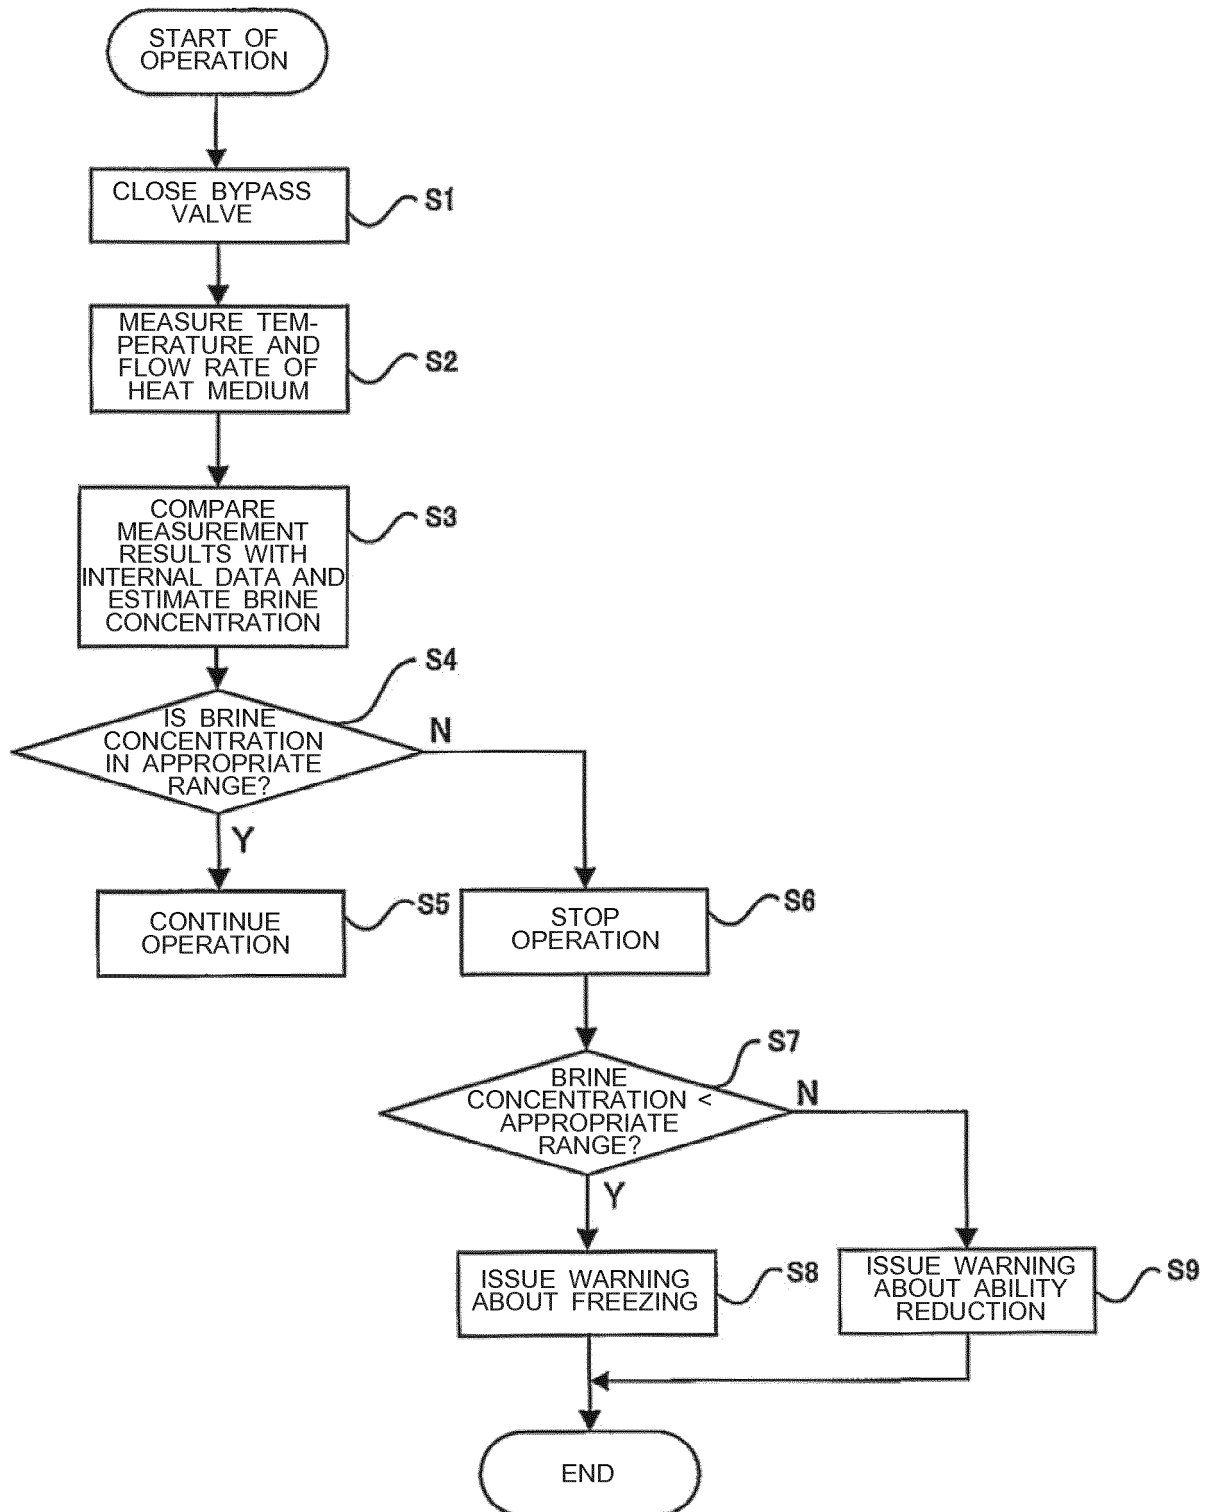 START OF
OPERATION
CLOSE BYPASS
VALVE
S1
MEASURE TEM-
PERATURE AND
FLOW RATE OF
HEAT MEDIUM
S2
COMPARE
MEASUREMENT
RESULTS WITH
INTERNAL DATA AND
ESTIMATE BRINE
CONCENTRATION
S3
S4
IS BRINE
CONCENTRATION
IN APPROPRIATE
RANGE?
N
Y
CONTINUE
OPERATION
S5
STOP
OPERATION
S6
S7
BRINE
CONCENTRATION <
APPROPRIATE
RANGE?
N
Y
ISSUE WARNING
ABOUT FREEZING
S8
ISSUE WARNING
ABOUT ABILITY
REDUCTION
S9
END